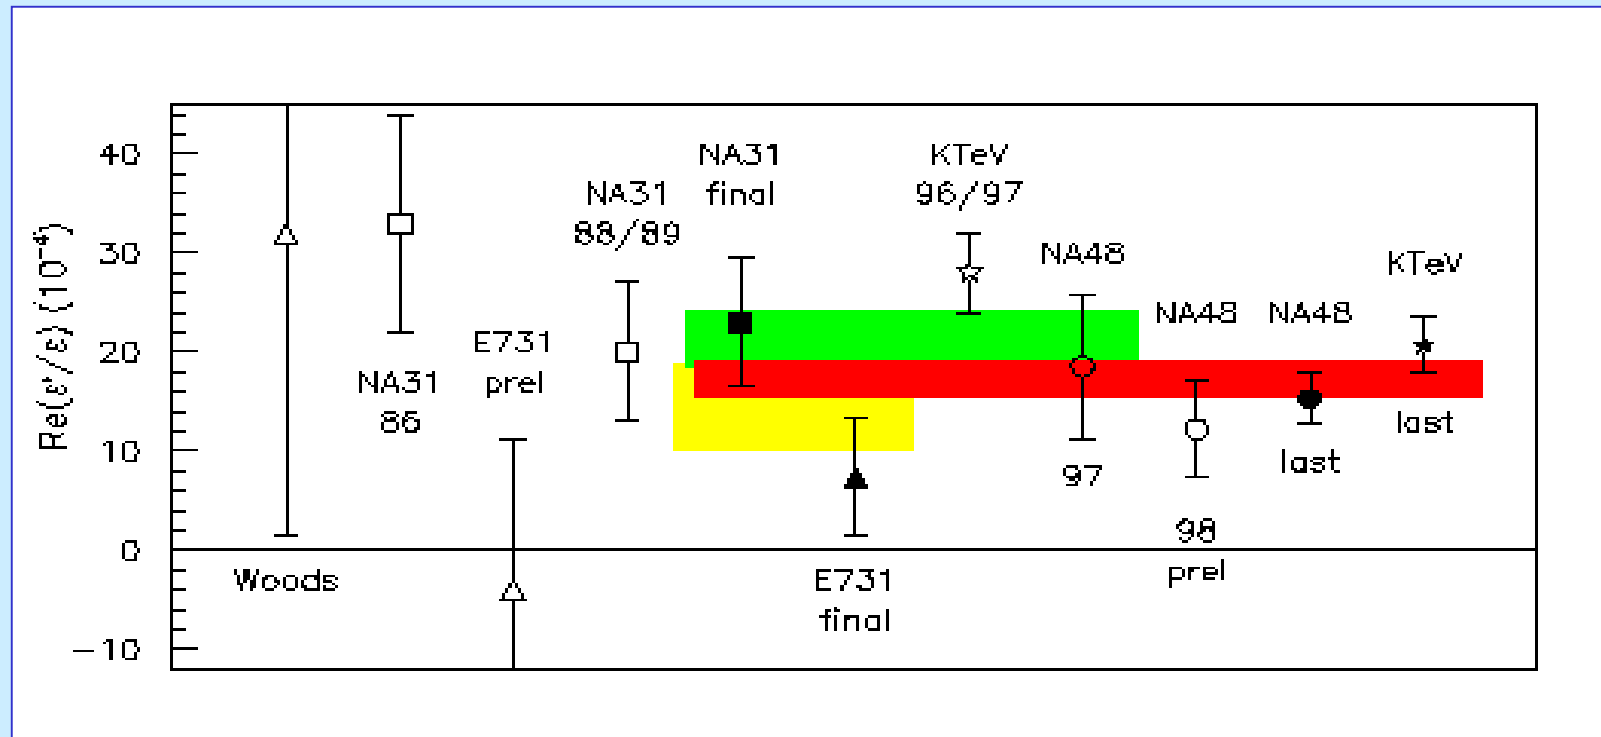 Re(ε'/ε) (10⁻⁴)
40
30
20
10
0
−10
Woods
NA31
86
E731
prel
NA31
88/89
NA31
final
E731
final
KTeV
96/97
NA48
97
NA48
98
prel
NA48
last
KTeV
last